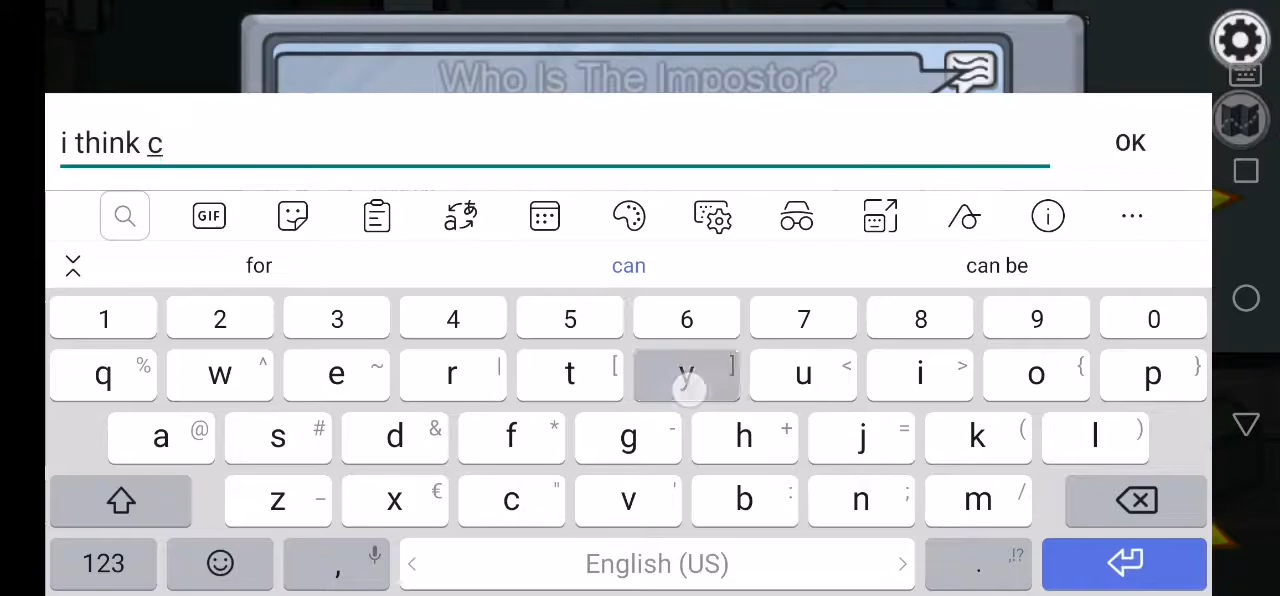 Who Is The Impostor?
i think c
OK
GIF
for can can be
1 2 3 4 5 6 7 8 9 0
q % w ^ e ~ r | t [ y ] u < i > o { p }
a @ s # d & f * g - h + j = k ( l )
z _ x € c " v ' b : n ; m /
123 , < English (US) > . ,!?